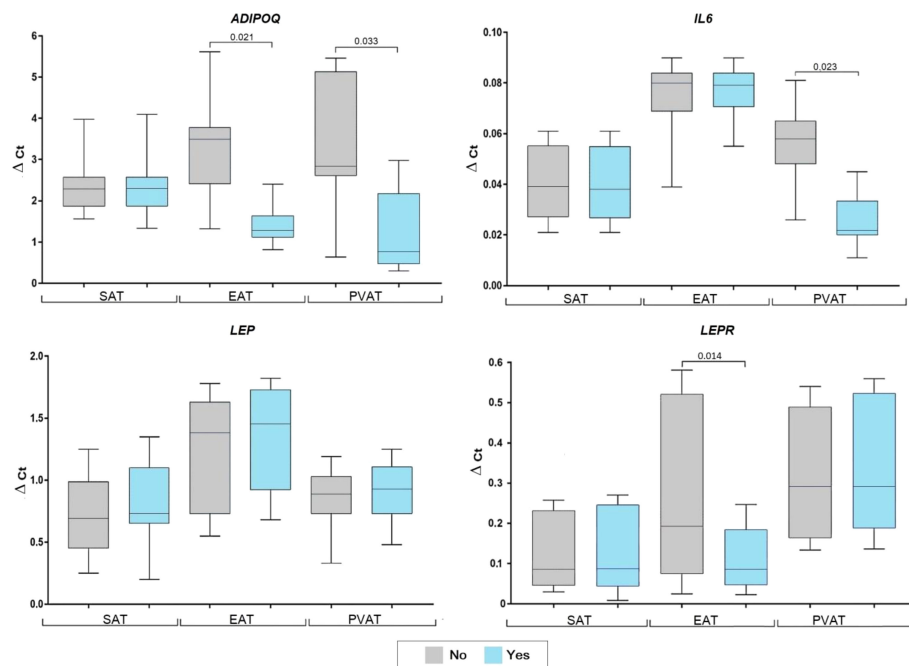 ADIPOQ
0.021
0.033
6
5
4
3
2
1
0
Δ Ct
SAT EAT PVAT
IL6
0.023
0.10
0.08
0.06
0.04
0.02
0.00
Δ Ct
SAT EAT PVAT
LEP
2.0
1.5
1.0
0.5
0.0
Δ Ct
SAT EAT PVAT
LEPR
0.014
0.6
0.5
0.4
0.3
0.2
0.1
0
Δ Ct
SAT EAT PVAT
No Yes